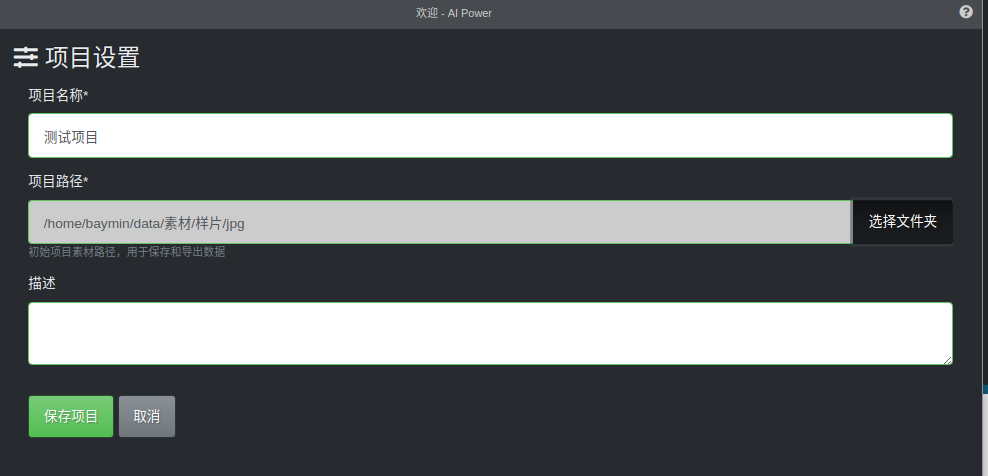 欢迎 - AI Power
项目设置
项目名称*
测试项目
项目路径*
/home/baymin/data/素材/样片/jpg
选择文件夹
初始项目素材路径，用于保存和导出数据
描述
保存项目 取消